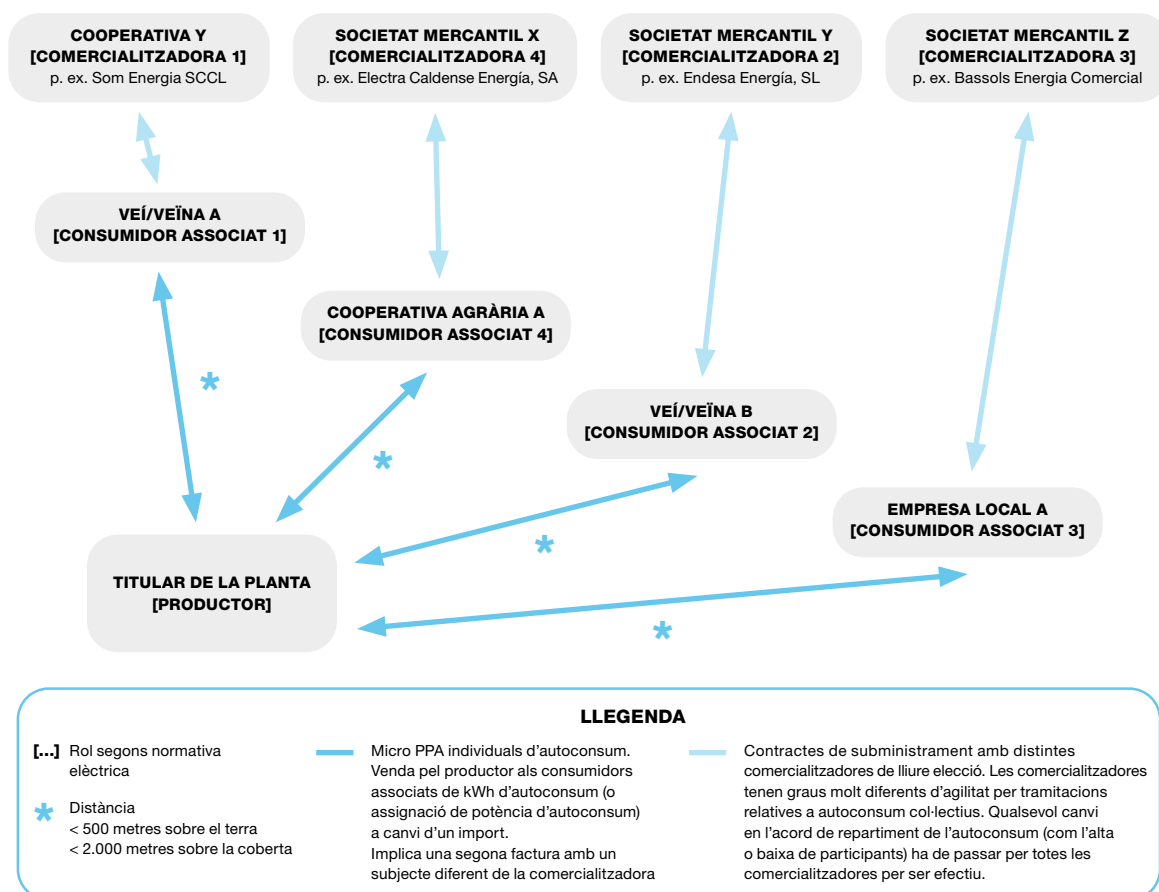 COOPERATIVA Y
[COMERCIALITZADORA 1]
p. ex. Som Energia SCCL
SOCIETAT MERCANTIL X
[COMERCIALITZADORA 4]
p. ex. Electra Caldense Energía, SA
SOCIETAT MERCANTIL Y
[COMERCIALITZADORA 2]
p. ex. Endesa Energía, SL
SOCIETAT MERCANTIL Z
[COMERCIALITZADORA 3]
p. ex. Bassols Energia Comercial
VEÍ/VEÏNA A
[CONSUMIDOR ASSOCIAT 1]
COOPERATIVA AGRÀRIA A
[CONSUMIDOR ASSOCIAT 4]
VEÍ/VEÏNA B
[CONSUMIDOR ASSOCIAT 2]
EMPRESA LOCAL A
[CONSUMIDOR ASSOCIAT 3]
TITULAR DE LA PLANTA
[PRODUCTOR]
*
*
*
*
LLEGENDA
[...] Rol segons normativa
elèctrica
* Distància
< 500 metres sobre el terra
< 2.000 metres sobre la coberta
Micro PPA individuals d'autoconsum.
Venda pel productor als consumidors
associats de kWh d'autoconsum (o
assignació de potència d'autoconsum)
a canvi d'un import.
Implica una segona factura amb un
subjecte diferent de la comercialitzadora
Contractes de subministrament amb distintes
comercialitzadores de lliure elecció. Les comercialitzadores
tenen graus molt diferents d'agilitat per tramitacions
relatives a autoconsum col·lectius. Qualsevol canvi
en l'acord de repartiment de l'autoconsum (com l'alta
o baixa de participants) ha de passar per totes les
comercialitzadores per ser efectiu.